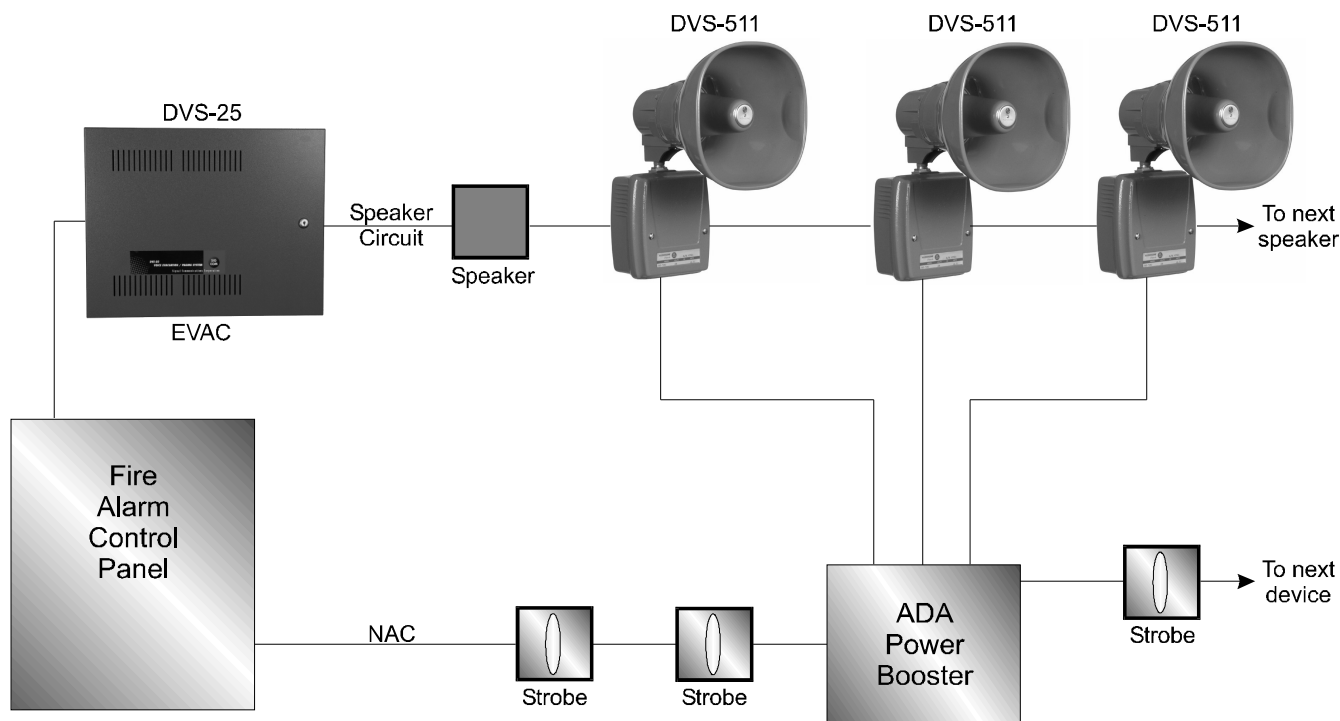 DVS-511
DVS-511
DVS-511
DVS-25
Speaker
Circuit
Speaker
To next
speaker
EVAC
Fire
Alarm
Control
Panel
NAC
Strobe
Strobe
ADA
Power
Booster
Strobe
To next
device